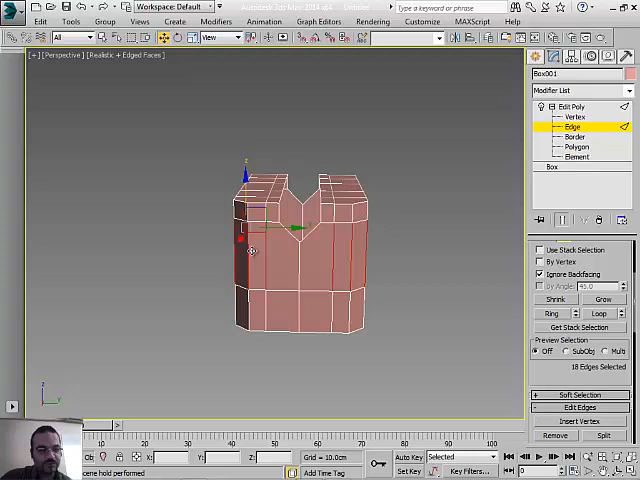 Workspace: Default
Autodesk 3ds Max 2014 x64
Type a keyword or phrase
Edit Tools Group Views Create Modifiers Animation Graph Editors Rendering Customize MAXScript Help
All
View
[+] [Perspective] [Realistic + Edged Faces]
z
y
z
y
Box001
Modifier List
Edit Poly
Vertex
Edge
Border
Polygon
Element
Box
Use Stack Selection
By Vertex
Ignore Backfacing
by Angle: 45.0
Shrink Grow
Ring Loop
Get Stack Selection
Preview Selection
Off SubObj Multi
18 Edges Selected
+ Soft Selection
- Edit Edges
Insert Vertex
Remove Split
10 20 30 40 50 60 70 80 90 100
X: Y: Z: Grid = 10.0cm
Auto Key Selected
cene hold performed
Add Time Tag
Set Key Key Filters...
0